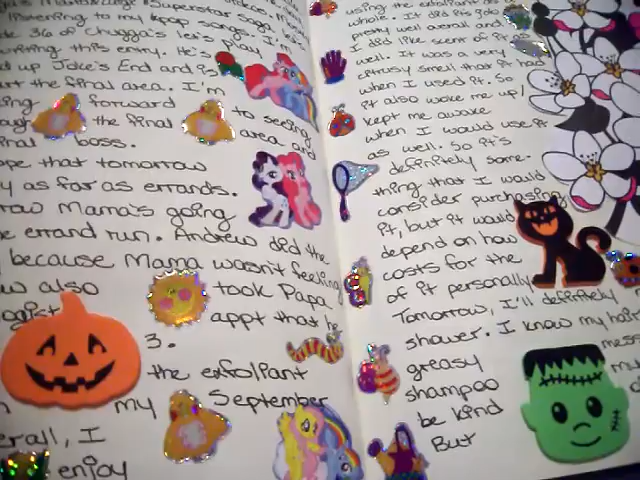 listening to my kpop songs. I'm
36 of Chugga's let's play
writing this entry. He's
up Joke's End and is
the final area. I'm
forward to seeing
the final area and
final boss.
hope that tomorrow
as far as errands.
Mama's going
errand run. Andrew did the
because Mama wasn't feeling
also took Papa
appt that he
3.
the exfoliant
my September
overall, I
enjoy
using the exfoliant
whole. It did its job
pretty well overall and
I did like scent of it
well. It was a very
citrusy smell that it had
when I used it. So
it also woke me up/
kept me awake
when I would use it
as well. So it's
definitely some-
thing that I would
consider purchasing
it, but it would
depend on how
costs for the
of it personally
Tomorrow, I'll definitely
shower. I know my hair
greasy mess
shampoo my
be kind
But